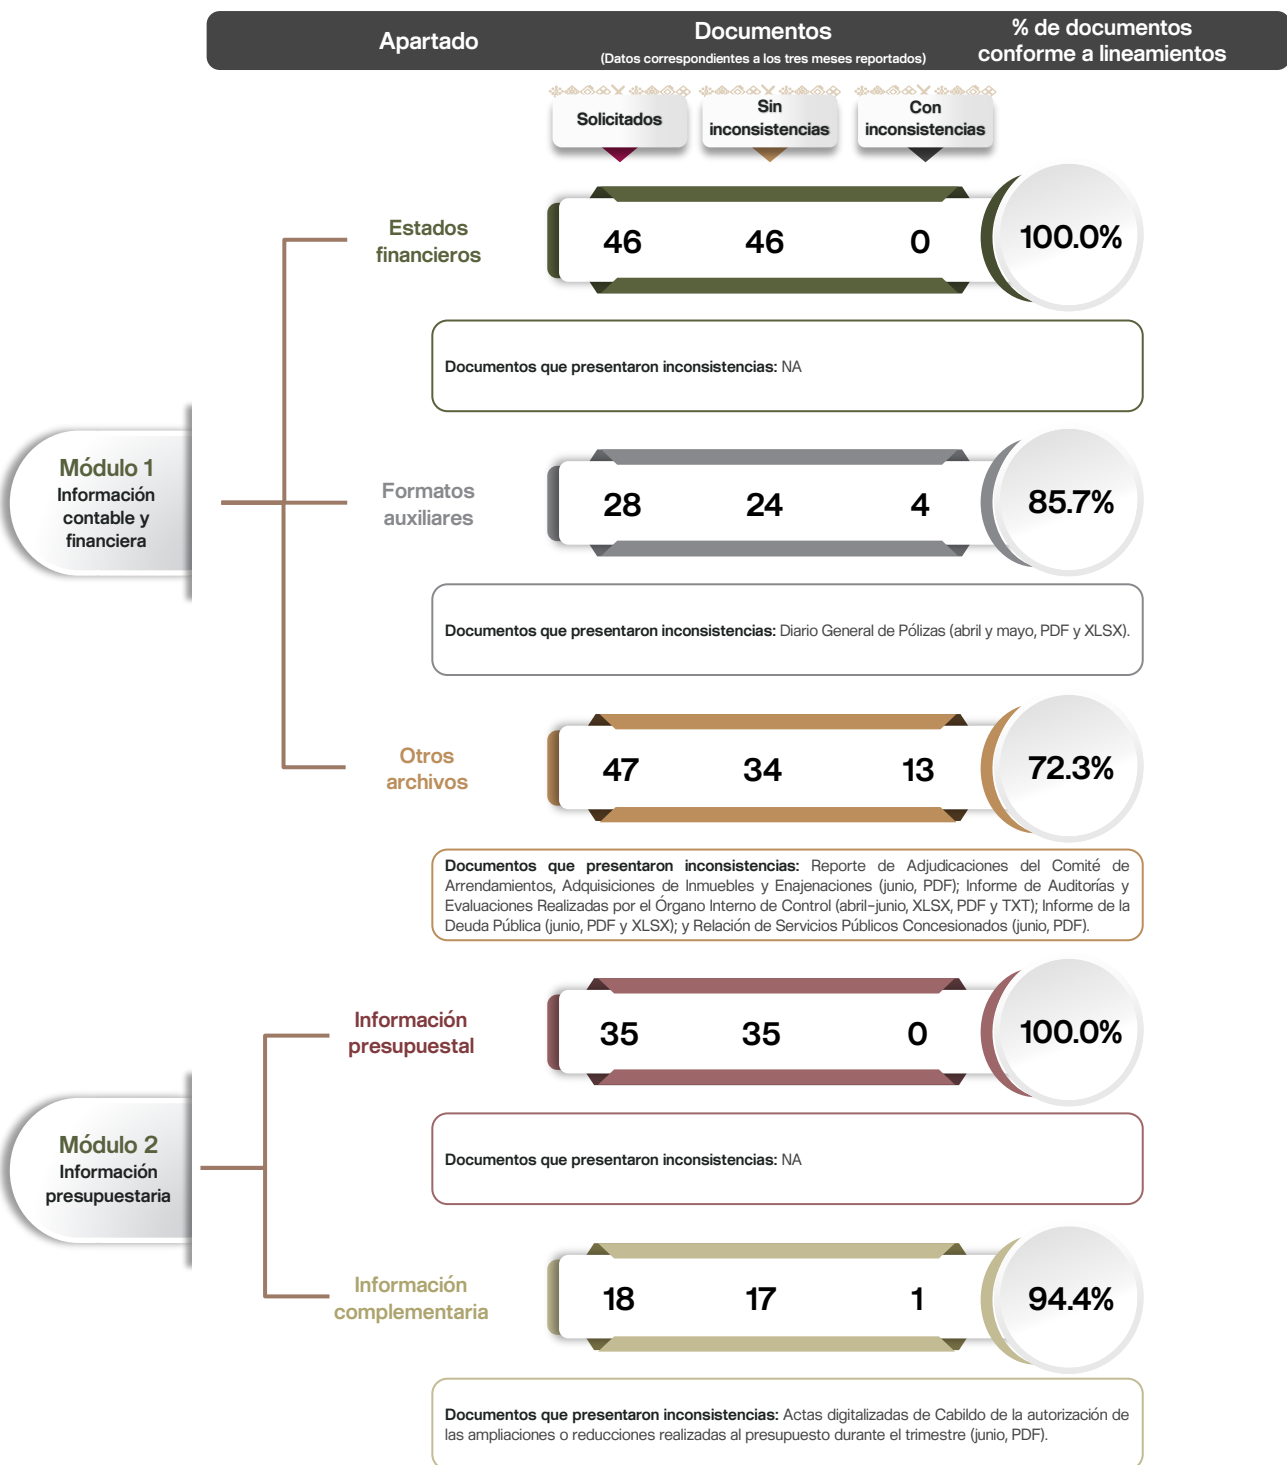 Apartado
Documentos
(Datos correspondientes a los tres meses reportados)
% de documentos
conforme a lineamientos
Solicitados
Sin
inconsistencias
Con
inconsistencias
Módulo 1
Información
contable y
financiera
Estados
financieros
46 46 0 100.0%
Documentos que presentaron inconsistencias: NA
Formatos
auxiliares
28 24 4 85.7%
Documentos que presentaron inconsistencias: Diario General de Pólizas (abril y mayo, PDF y XLSX).
Otros
archivos
47 34 13 72.3%
Documentos que presentaron inconsistencias: Reporte de Adjudicaciones del Comité de
Arrendamientos, Adquisiciones de Inmuebles y Enajenaciones (junio, PDF); Informe de Auditorías y
Evaluaciones Realizadas por el Órgano Interno de Control (abril-junio, XLSX, PDF y TXT); Informe de la
Deuda Pública (junio, PDF y XLSX); y Relación de Servicios Públicos Concesionados (junio, PDF).
Módulo 2
Información
presupuestaria
Información
presupuestal
35 35 0 100.0%
Documentos que presentaron inconsistencias: NA
Información
complementaria
18 17 1 94.4%
Documentos que presentaron inconsistencias: Actas digitalizadas de Cabildo de la autorización de
las ampliaciones o reducciones realizadas al presupuesto durante el trimestre (junio, PDF).